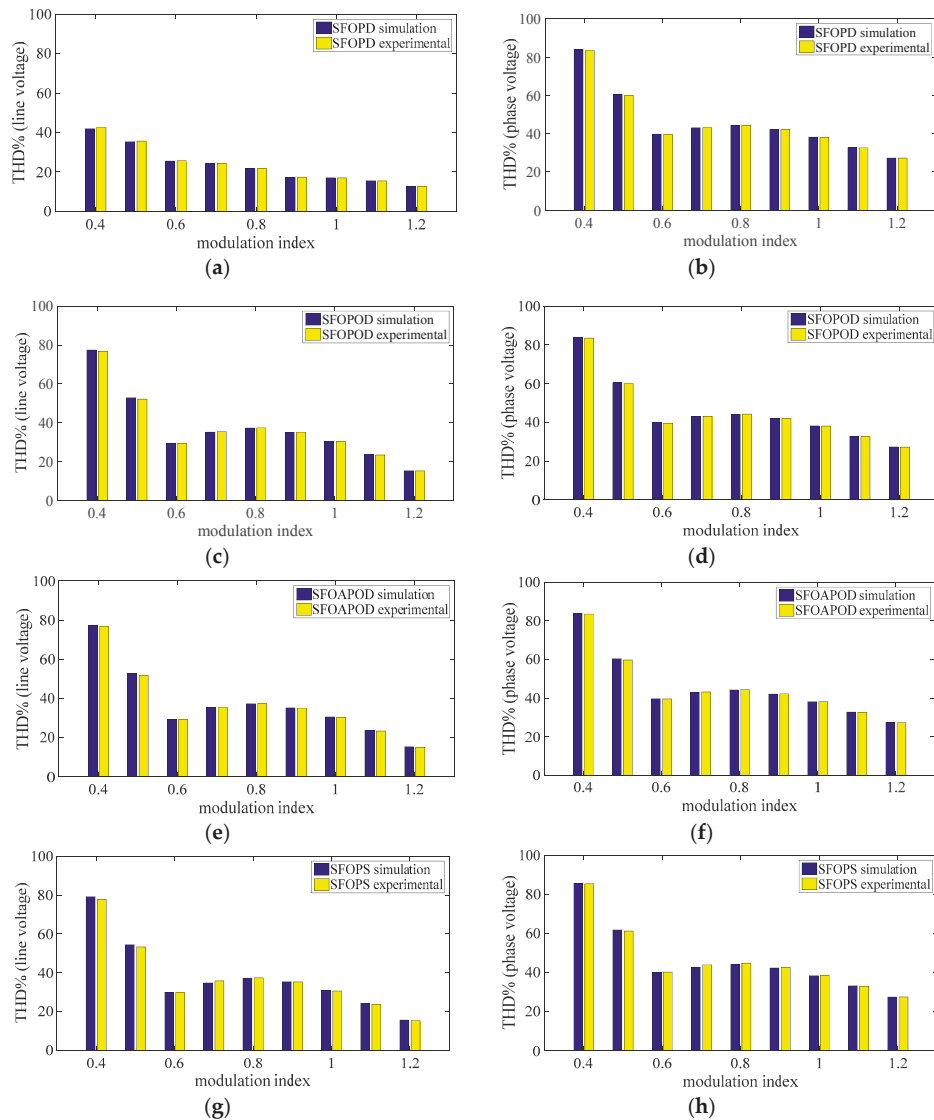 100
80
60
40
20
0
THD% (line voltage)
SFOPD simulation
SFOPD experimental
0.4 0.6 0.8 1 1.2
modulation index
(a)
100
80
60
40
20
0
THD% (phase voltage)
SFOPD simulation
SFOPD experimental
0.4 0.6 0.8 1 1.2
modulation index
(b)
100
80
60
40
20
0
THD% (line voltage)
SFOPOD simulation
SFOPOD experimental
0.4 0.6 0.8 1 1.2
modulation index
(c)
100
80
60
40
20
0
THD% (phase voltage)
SFOPOD simulation
SFOPOD experimental
0.4 0.6 0.8 1 1.2
modulation index
(d)
100
80
60
40
20
0
THD% (line voltage)
SFOAPOD simulation
SFOAPOD experimental
0.4 0.6 0.8 1 1.2
modulation index
(e)
100
80
60
40
20
0
THD% (phase voltage)
SFOAPOD simulation
SFOAPOD experimental
0.4 0.6 0.8 1 1.2
modulation index
(f)
100
80
60
40
20
0
THD% (line voltage)
SFOPS simulation
SFOPS experimental
0.4 0.6 0.8 1 1.2
modulation index
(g)
100
80
60
40
20
0
THD% (phase voltage)
SFOPS simulation
SFOPS experimental
0.4 0.6 0.8 1 1.2
modulation index
(h)